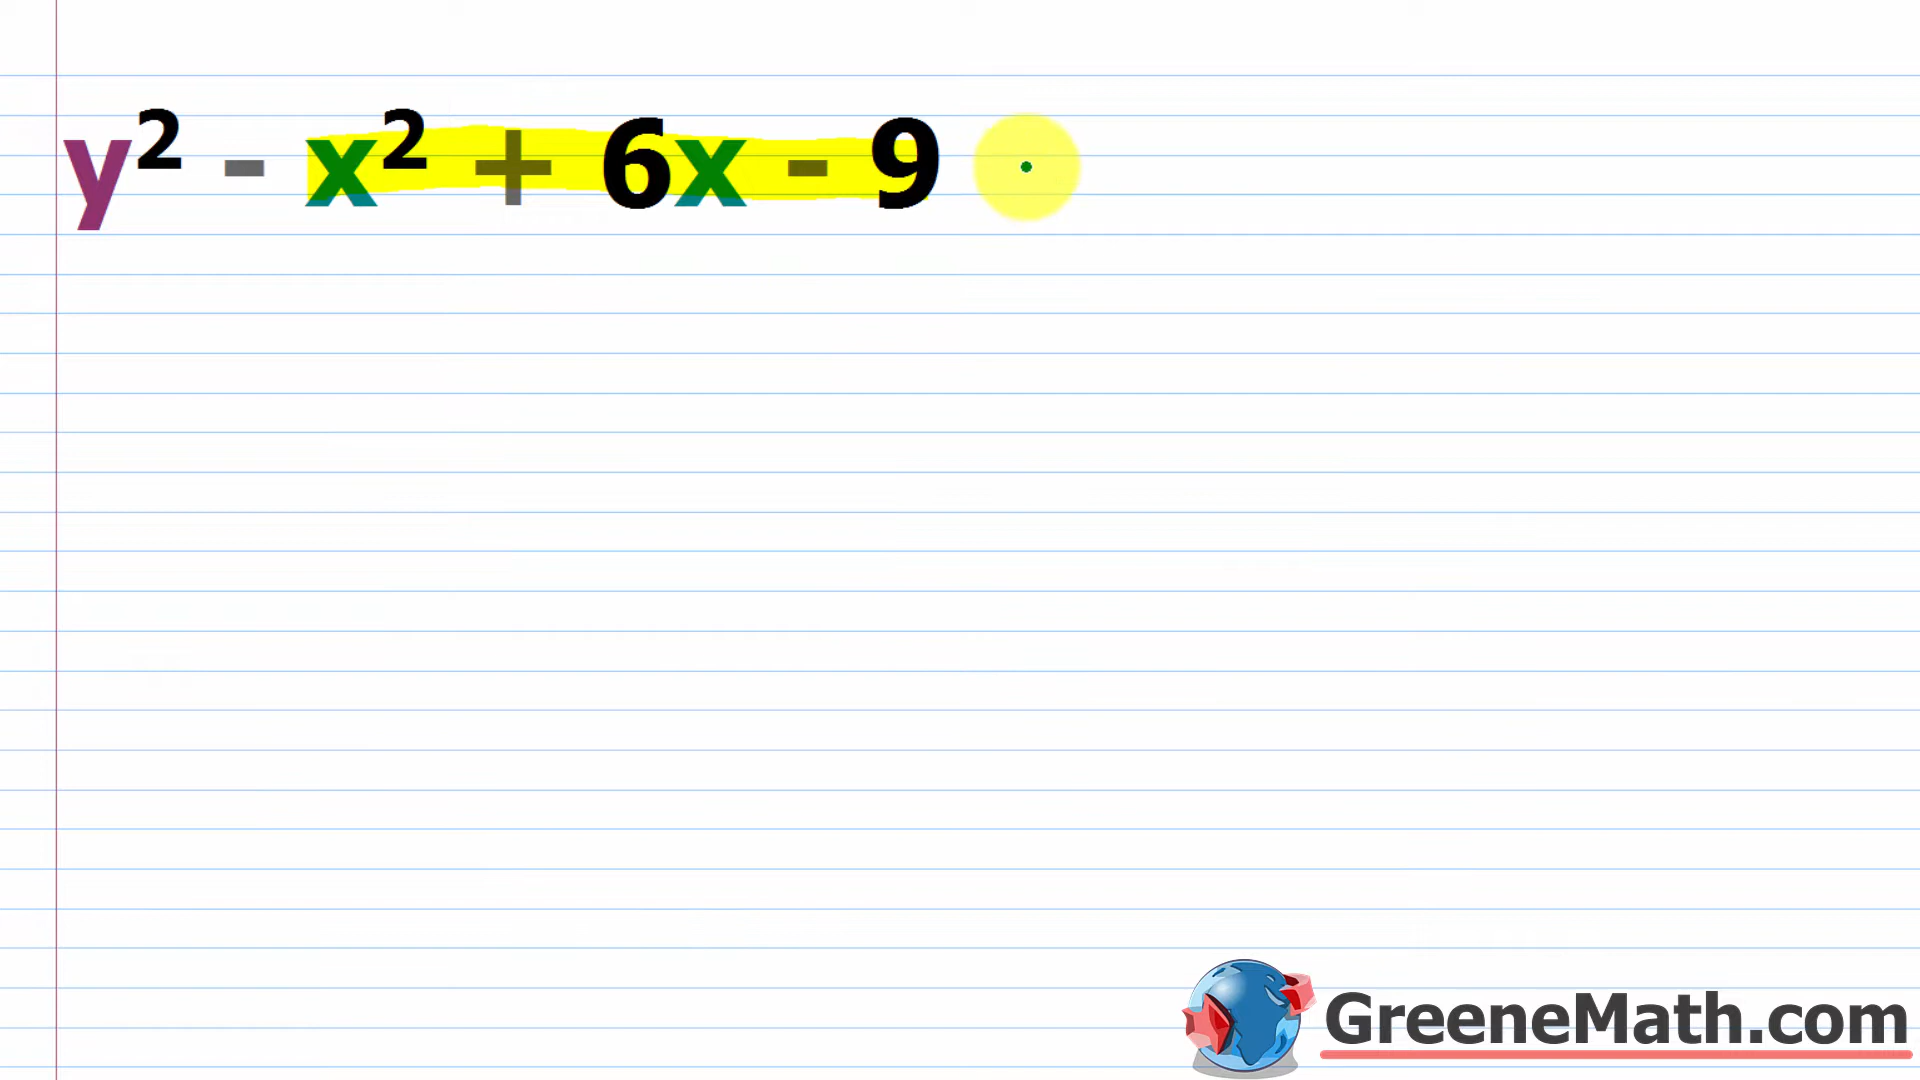 y² - x² + 6x - 9
GreeneMath.com